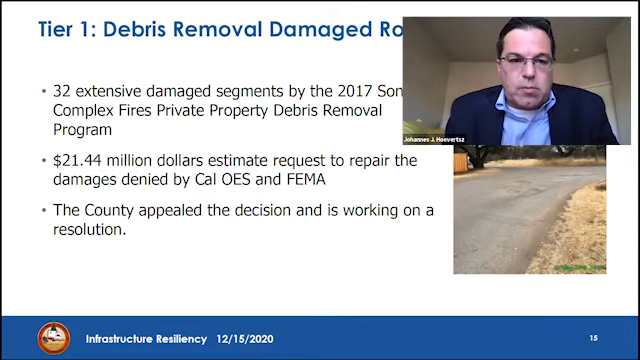 Tier 1: Debris Removal Damaged Ro
• 32 extensive damaged segments by the 2017 Son
Complex Fires Private Property Debris Removal
Program
• $21.44 million dollars estimate request to repair the
damages denied by Cal OES and FEMA
• The County appealed the decision and is working on a
resolution.
Johannes J. Hoevertsz
Infrastructure Resiliency 12/15/2020
15